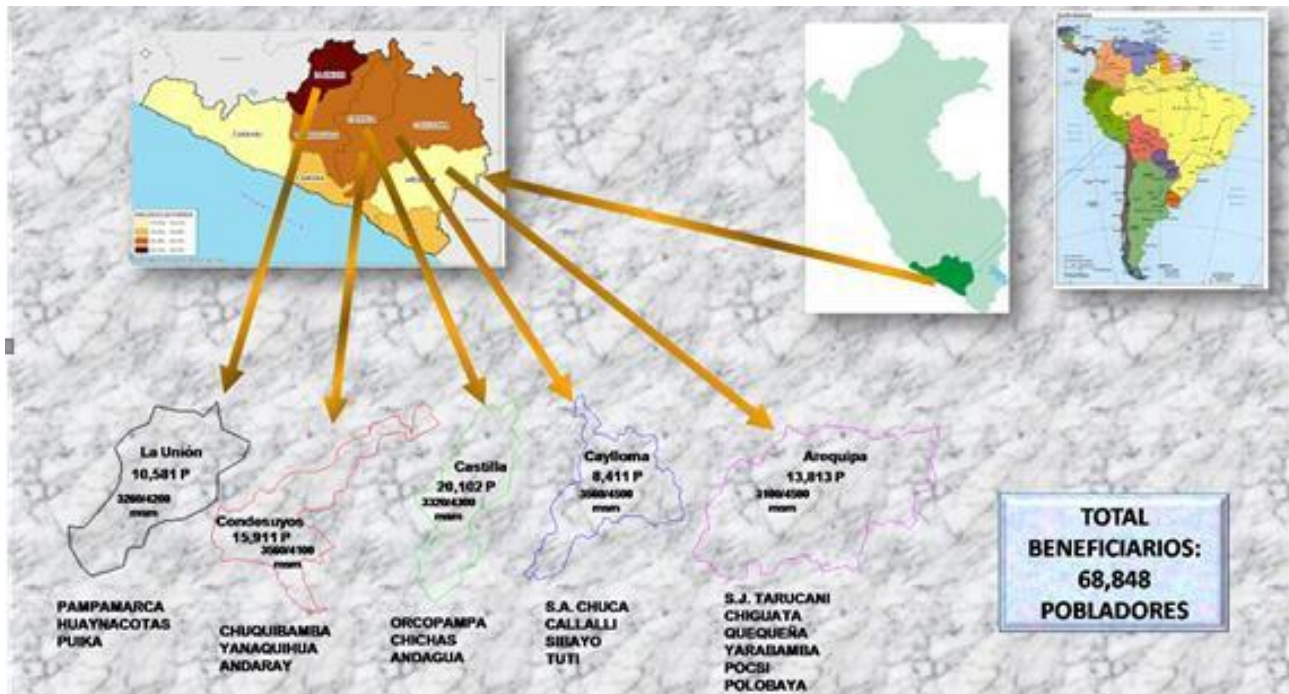 La Unión
10,581 P
3260/4200
msnm
Condesuyos
15,911 P
3560/4100
msnm
Castilla
20,102 P
3320/4300
msnm
Caylloma
8,411 P
3500/4500
msnm
Arequipa
13,813 P
3100/4500
msnm
PAMPAMARCA
HUAYNACOTAS
PUIKA
CHUQUIBAMBA
YANAQUIHUA
ANDARAY
ORCOPAMPA
CHICHAS
ANDAGUA
S.A. CHUCA
CALLALLI
SIBAYO
TUTI
S.J. TARUCANI
CHIGUATA
QUEQUEÑA
YARABAMBA
POCSI
POLOBAYA
TOTAL
BENEFICIARIOS:
68,848
POBLADORES